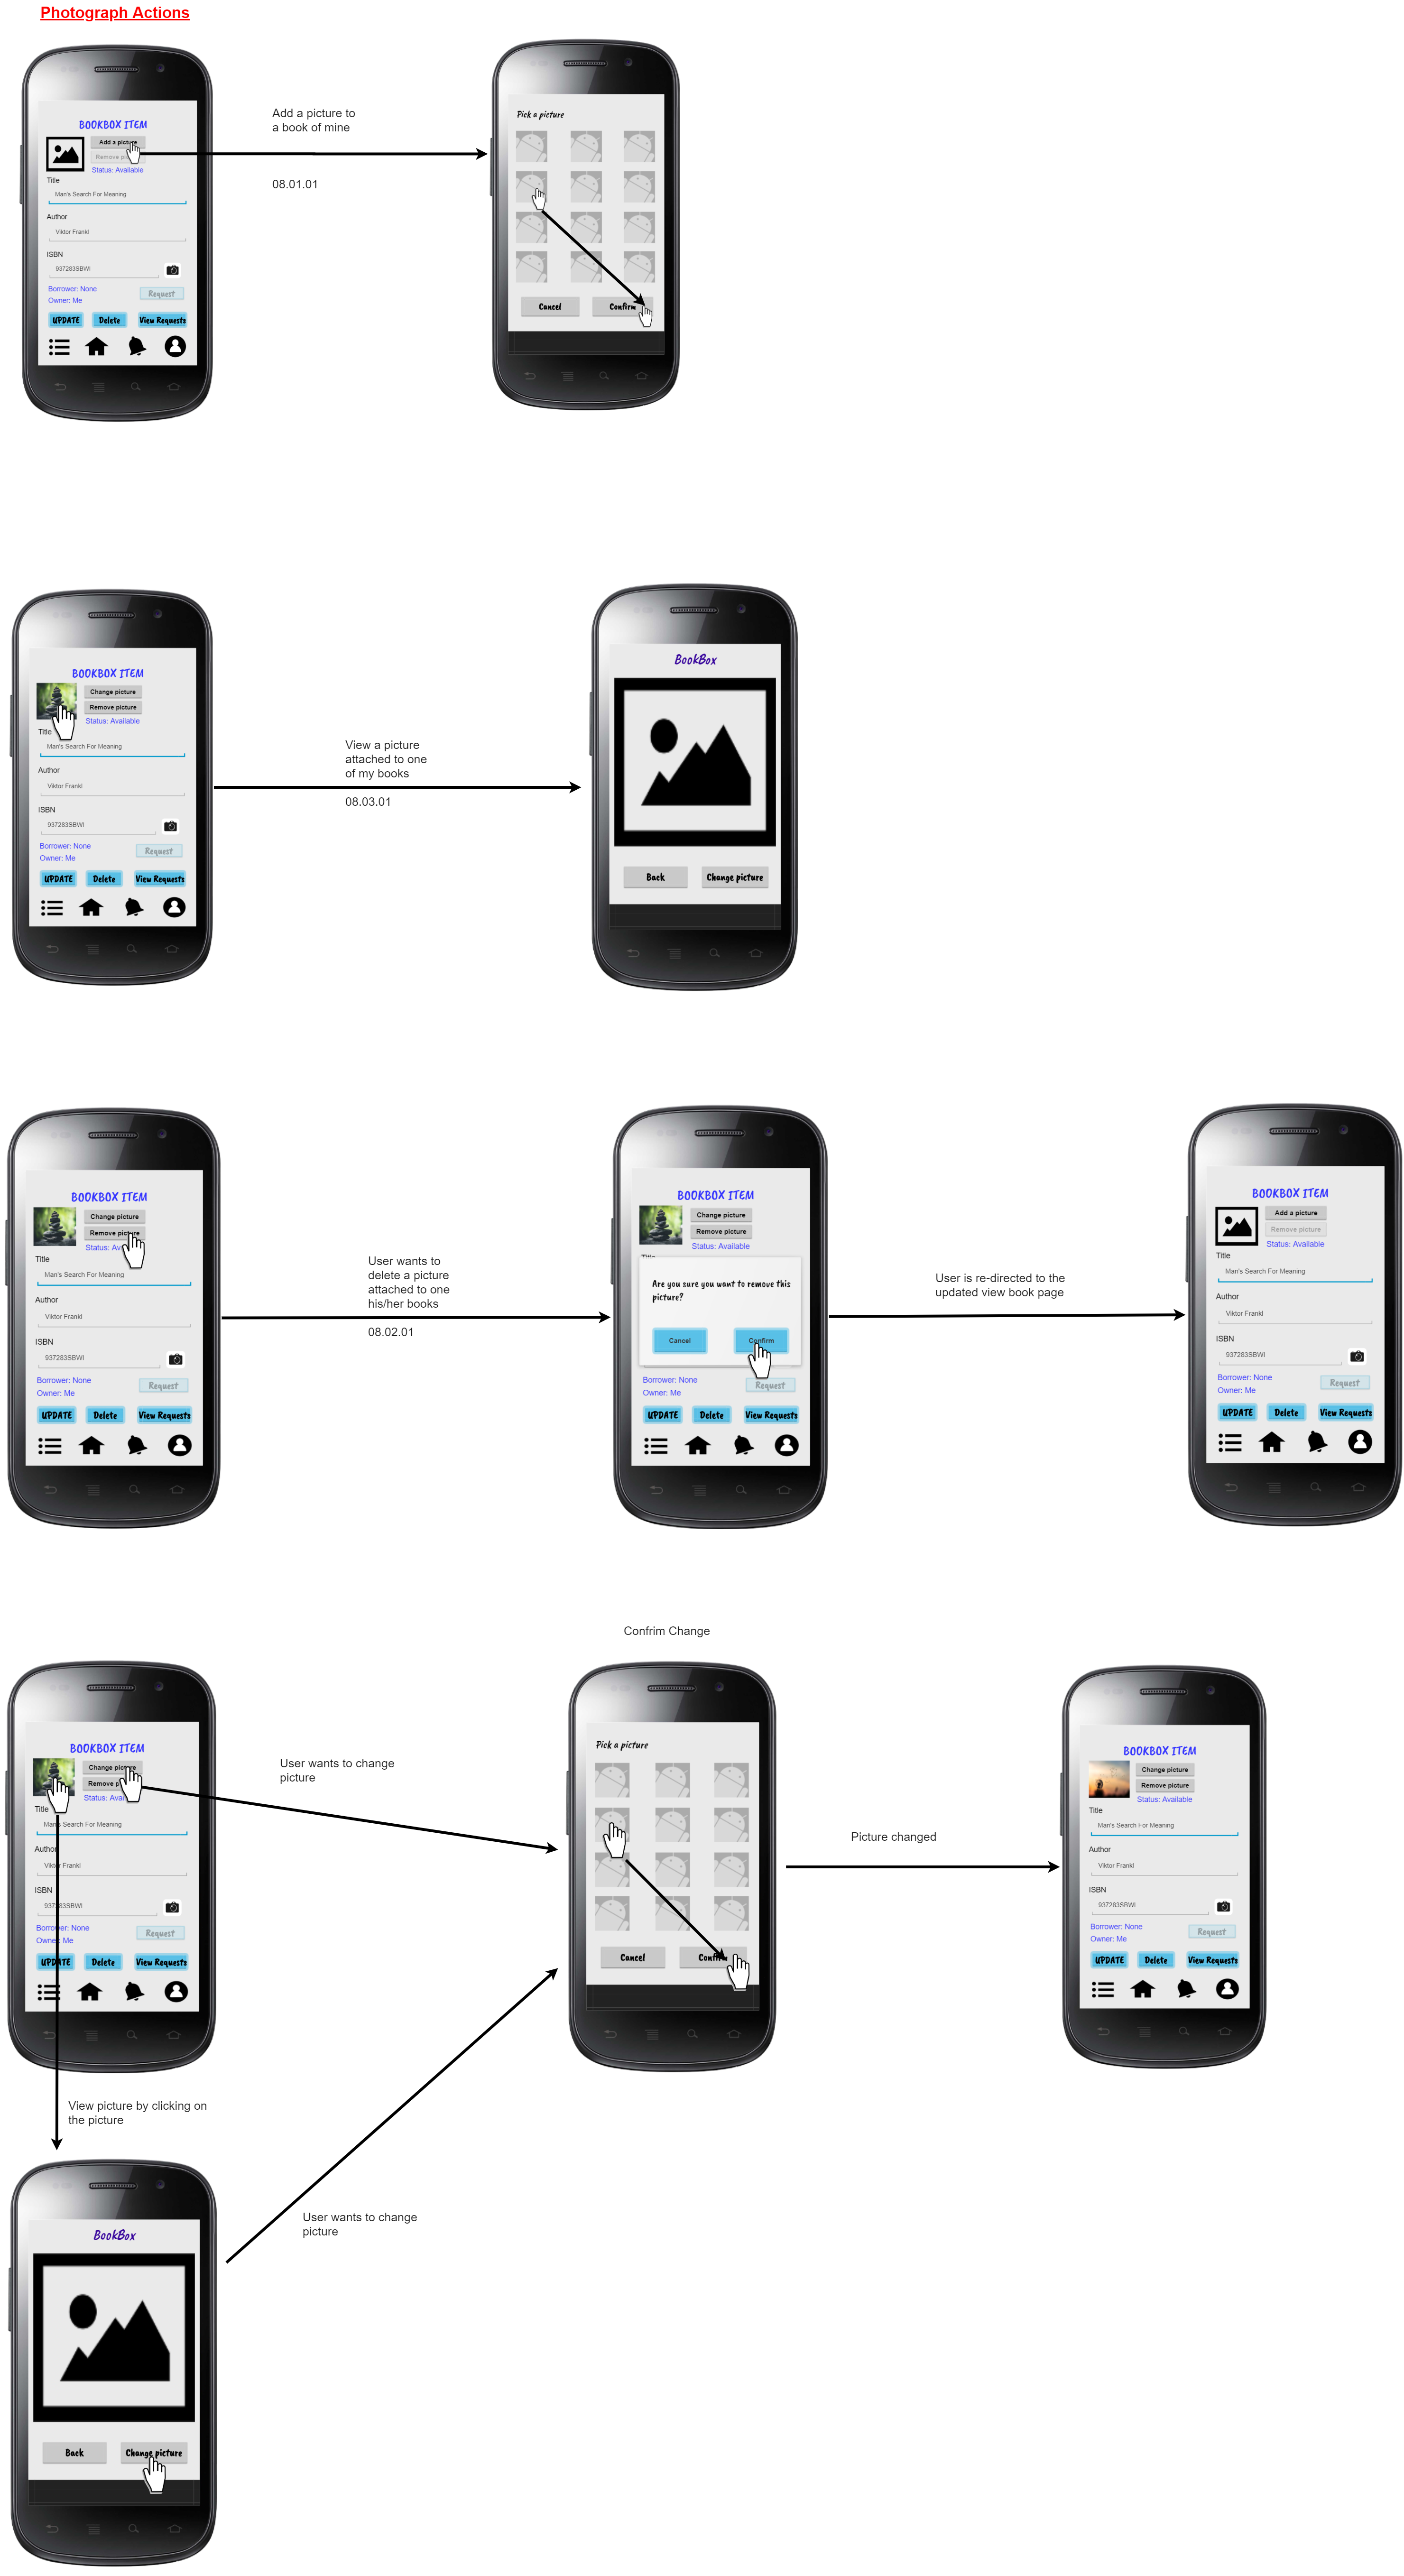 Photograph Actions
BOOKBOX ITEM
Add a picture
Remove
Status: Available
Title
Man's Search For Meaning
Author
Viktor Frankl
ISBN
937283SBWI
Borrower: None
Request
Owner: Me
UPDATE Delete View Requests
Add a picture to
a book of mine
08.01.01
Pick a picture
Cancel Confirm
BOOKBOX ITEM
Change picture
Remove picture
Status: Available
Title
Man's Search For Meaning
Author
Viktor Frankl
ISBN
937283SBWI
Borrower: None
Request
Owner: Me
UPDATE Delete View Requests
View a picture
attached to one
of my books
08.03.01
BookBox
Back Change picture
BOOKBOX ITEM
Change picture
Remove picture
Status:
Title
Man's Search For Meaning
Author
Viktor Frankl
ISBN
937283SBWI
Borrower: None
Request
Owner: Me
UPDATE Delete View Requests
User wants to
delete a picture
attached to one
his/her books
08.02.01
BOOKBOX ITEM
Change picture
Remove picture
Status: Available
Are you sure you want to remove this
picture?
Cancel Confirm
Borrower: None
Request
Owner: Me
UPDATE Delete View Requests
User is re-directed to the
updated view book page
BOOKBOX ITEM
Add a picture
Remove picture
Status: Available
Title
Man's Search For Meaning
Author
Viktor Frankl
ISBN
937283SBWI
Borrower: None
Request
Owner: Me
UPDATE Delete View Requests
BOOKBOX ITEM
Change picture
Remove
Status:
Title
Man's Search For Meaning
Author
Viktor Frankl
ISBN
937283SBWI
Borrower: None
Request
Owner: Me
UPDATE Delete View Requests
User wants to change
picture
Confrim Change
Pick a picture
Cancel Confirm
Picture changed
BOOKBOX ITEM
Change picture
Remove picture
Status: Available
Title
Man's Search For Meaning
Author
Viktor Frankl
ISBN
937283SBWI
Borrower: None
Request
Owner: Me
UPDATE Delete View Requests
View picture by clicking on
the picture
BookBox
Back Change picture
User wants to change
picture